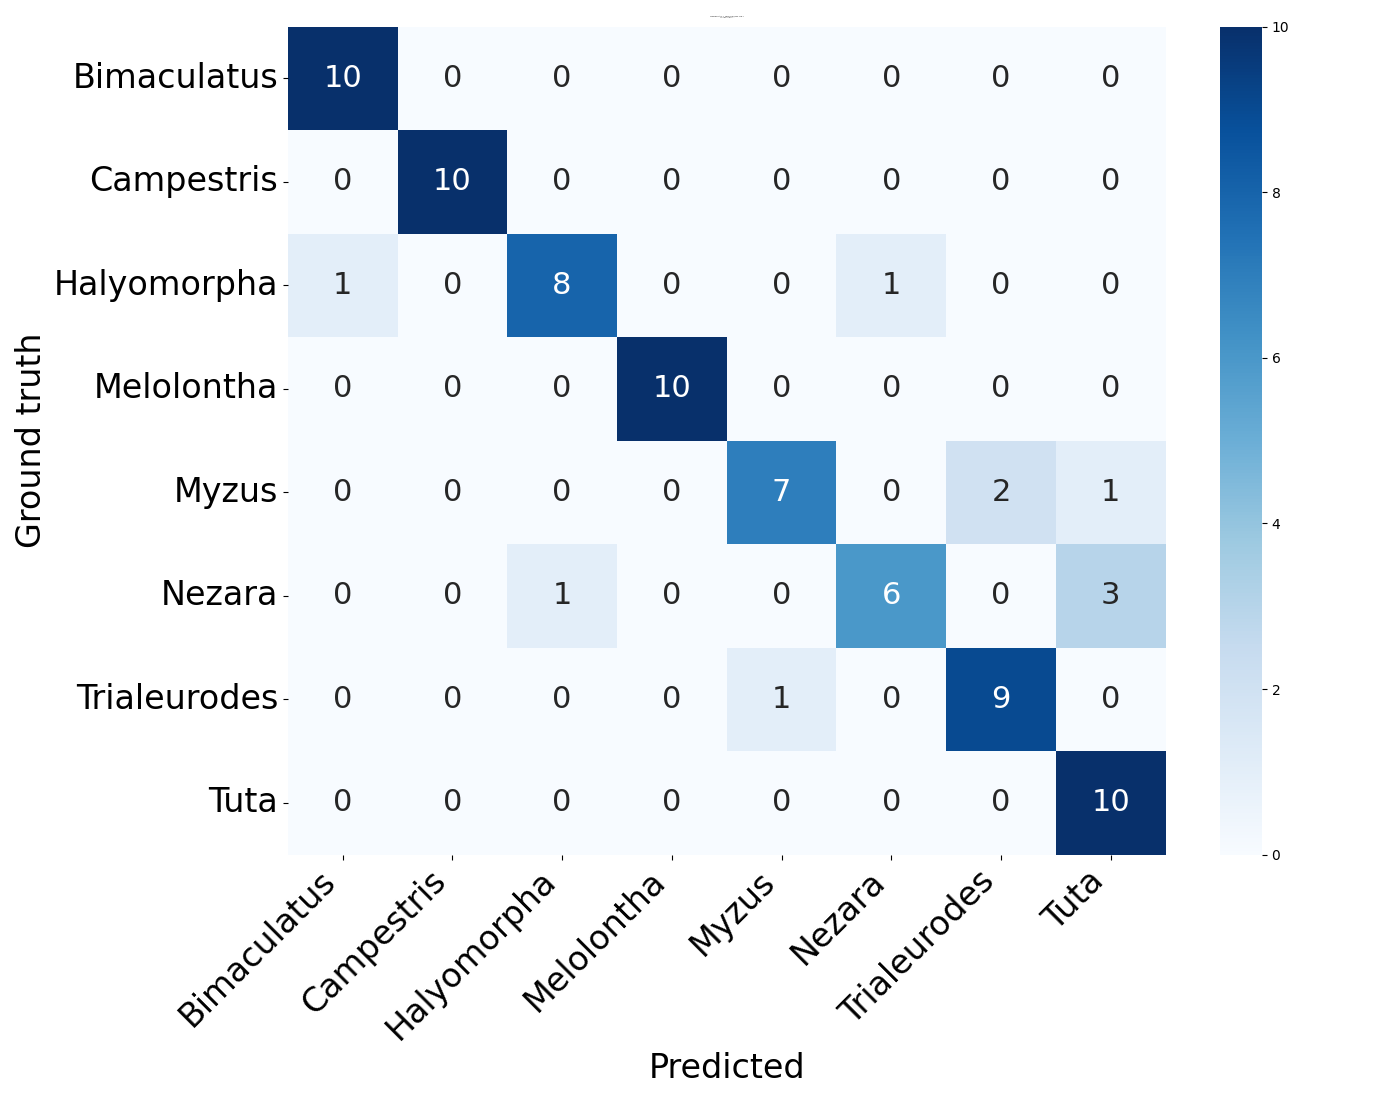 Bimaculatus 10 0 0 0 0 0 0 0
Campestris 0 10 0 0 0 0 0 0
Halyomorpha 1 0 8 0 0 1 0 0
Melolontha 0 0 0 10 0 0 0 0
Myzus 0 0 0 0 7 0 2 1
Nezara 0 0 1 0 0 6 0 3
Trialeurodes 0 0 0 0 1 0 9 0
Tuta 0 0 0 0 0 0 0 10
Ground truth
Bimaculatus
Campestris
Halyomorpha
Melolontha
Myzus
Nezara
Trialeurodes
Tuta
Predicted
10
8
6
4
2
0